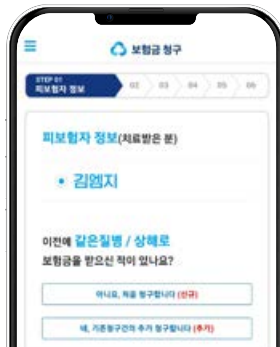 보험금 청구
STEP 01
피보험자 정보
02 03 04 05 06
피보험자 정보(치료받은 분)
김엠지
이전에 같은질병 / 상해로
보험금을 받으신 적이 있나요?
아니요, 처음 청구합니다 (신규)
네, 기존청구건의 추가 청구합니다 (추가)